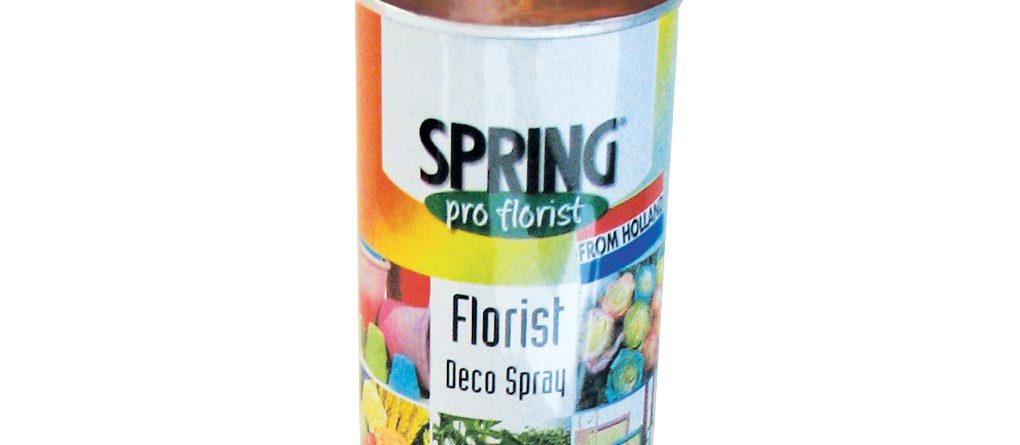 SPRING
pro florist
FROM HOLLAND
Florist
Deco Spray